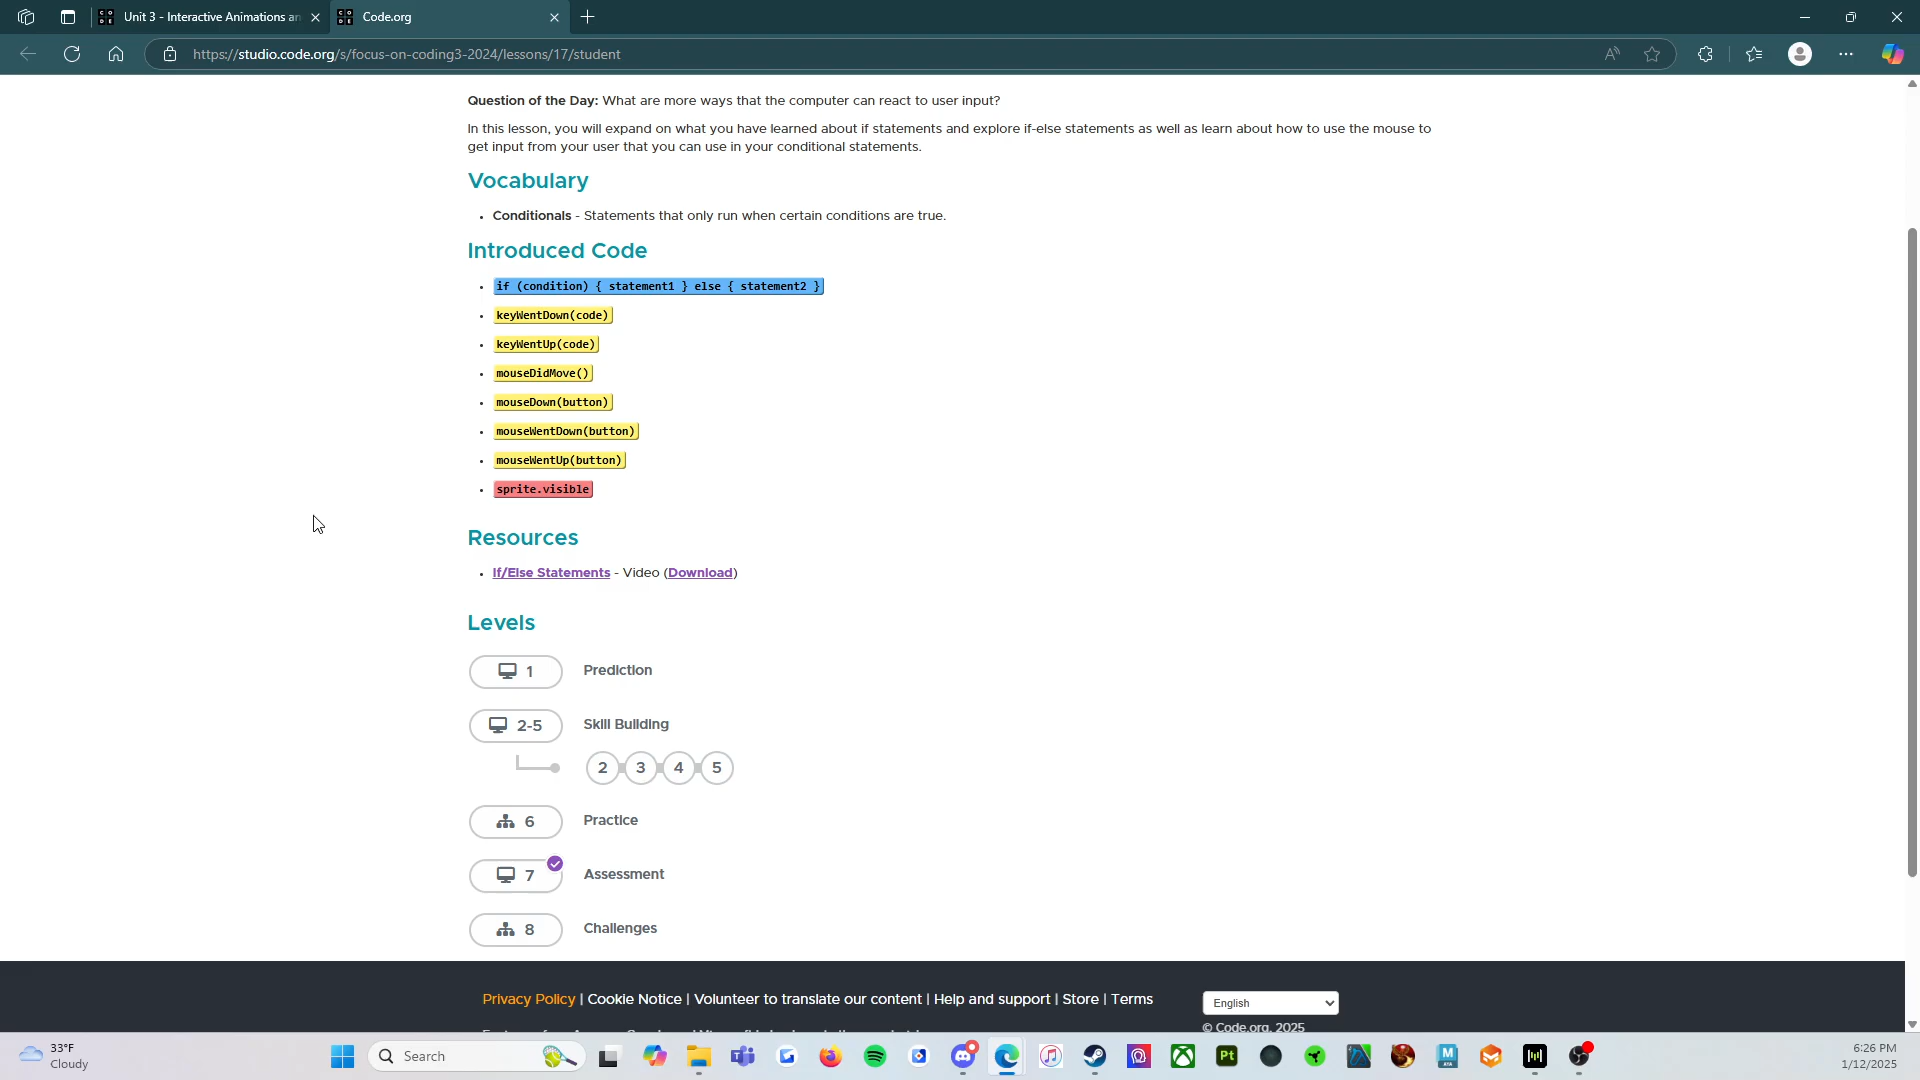 Unit 3 - Interactive Animations an
Code.org
https://studio.code.org/s/focus-on-coding3-2024/lessons/17/student
Question of the Day: What are more ways that the computer can react to user input?
In this lesson, you will expand on what you have learned about if statements and explore if-else statements as well as learn about how to use the mouse to
get input from your user that you can use in your conditional statements.
Vocabulary
• Conditionals - Statements that only run when certain conditions are true.
Introduced Code
• if (condition) { statement1 } else { statement2 }
• keyWentDown(code)
• keyWentUp(code)
• mouseDidMove()
• mouseDown(button)
• mouseWentDown(button)
• mouseWentUp(button)
• sprite.visible
Resources
• If/Else Statements - Video (Download)
Levels
1 Prediction
2-5 Skill Building
2 3 4 5
6 Practice
7 Assessment
8 Challenges
Privacy Policy | Cookie Notice | Volunteer to translate our content | Help and support | Store | Terms
English
© Code.org, 2025
33°F
Cloudy
Search
6:26 PM
1/12/2025